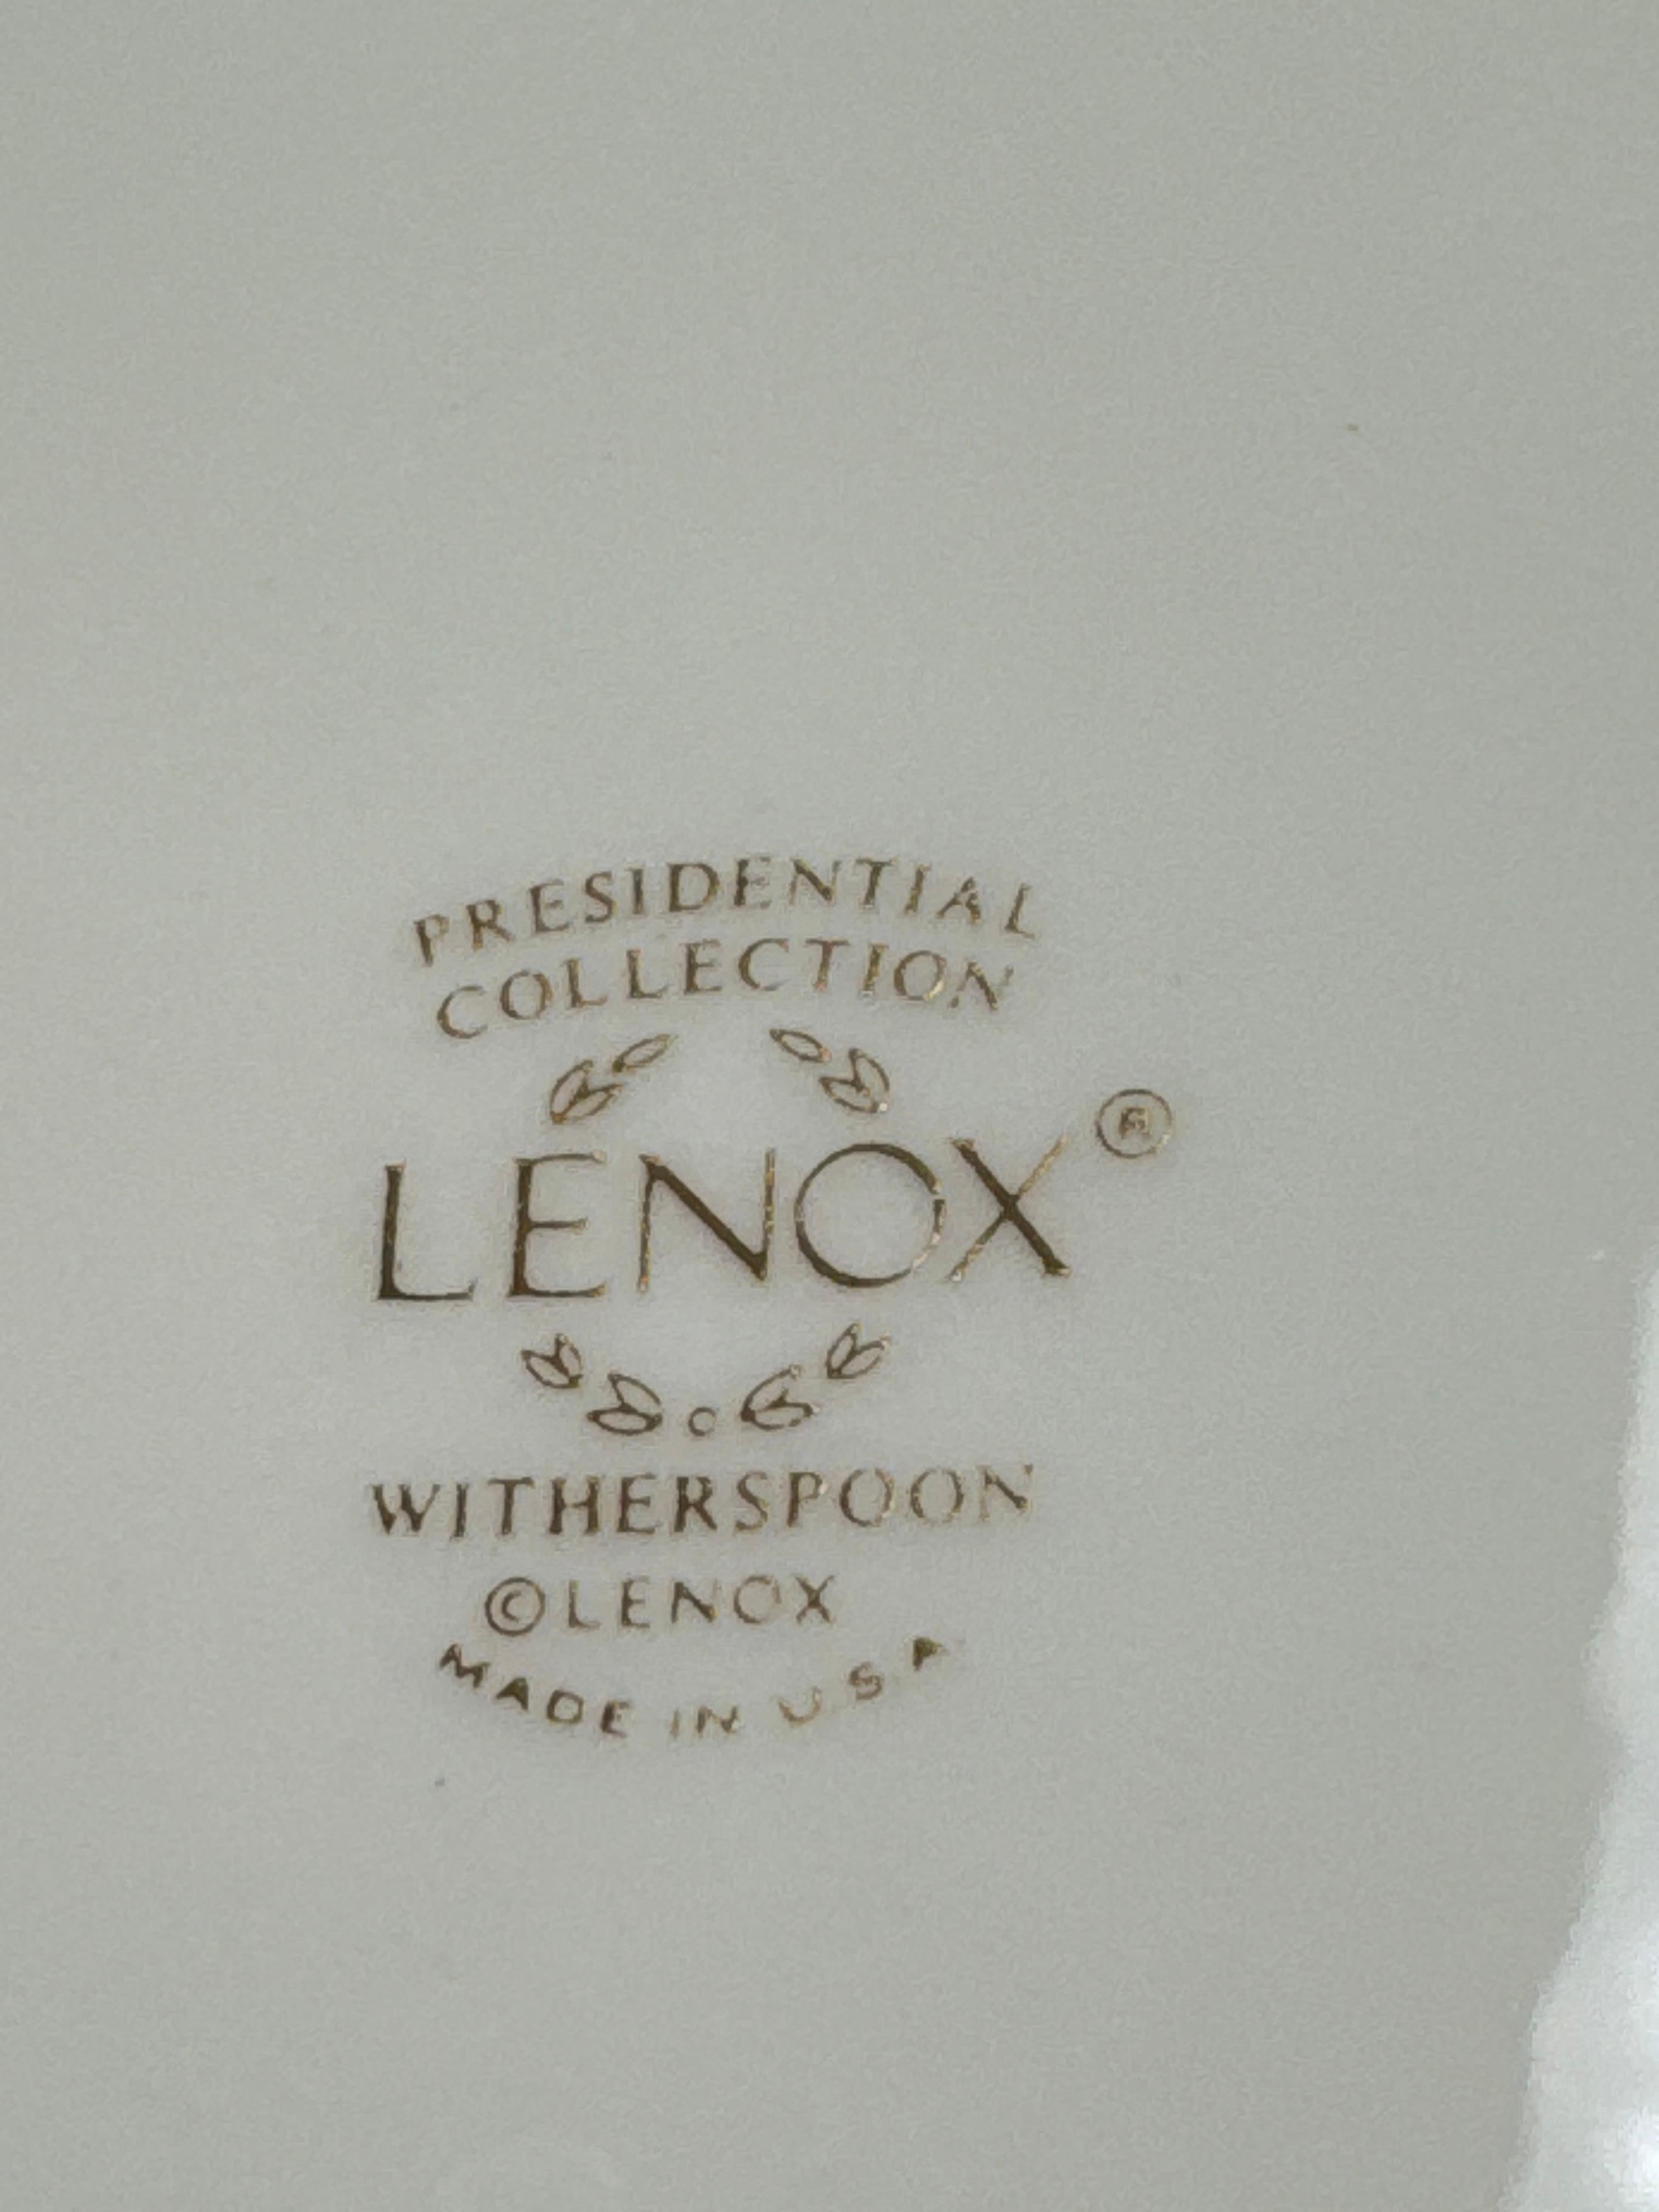 PRESIDENTIAL
COLLECTION
LENOX®
WITHERSPOON
©LENOX
MADE IN USA